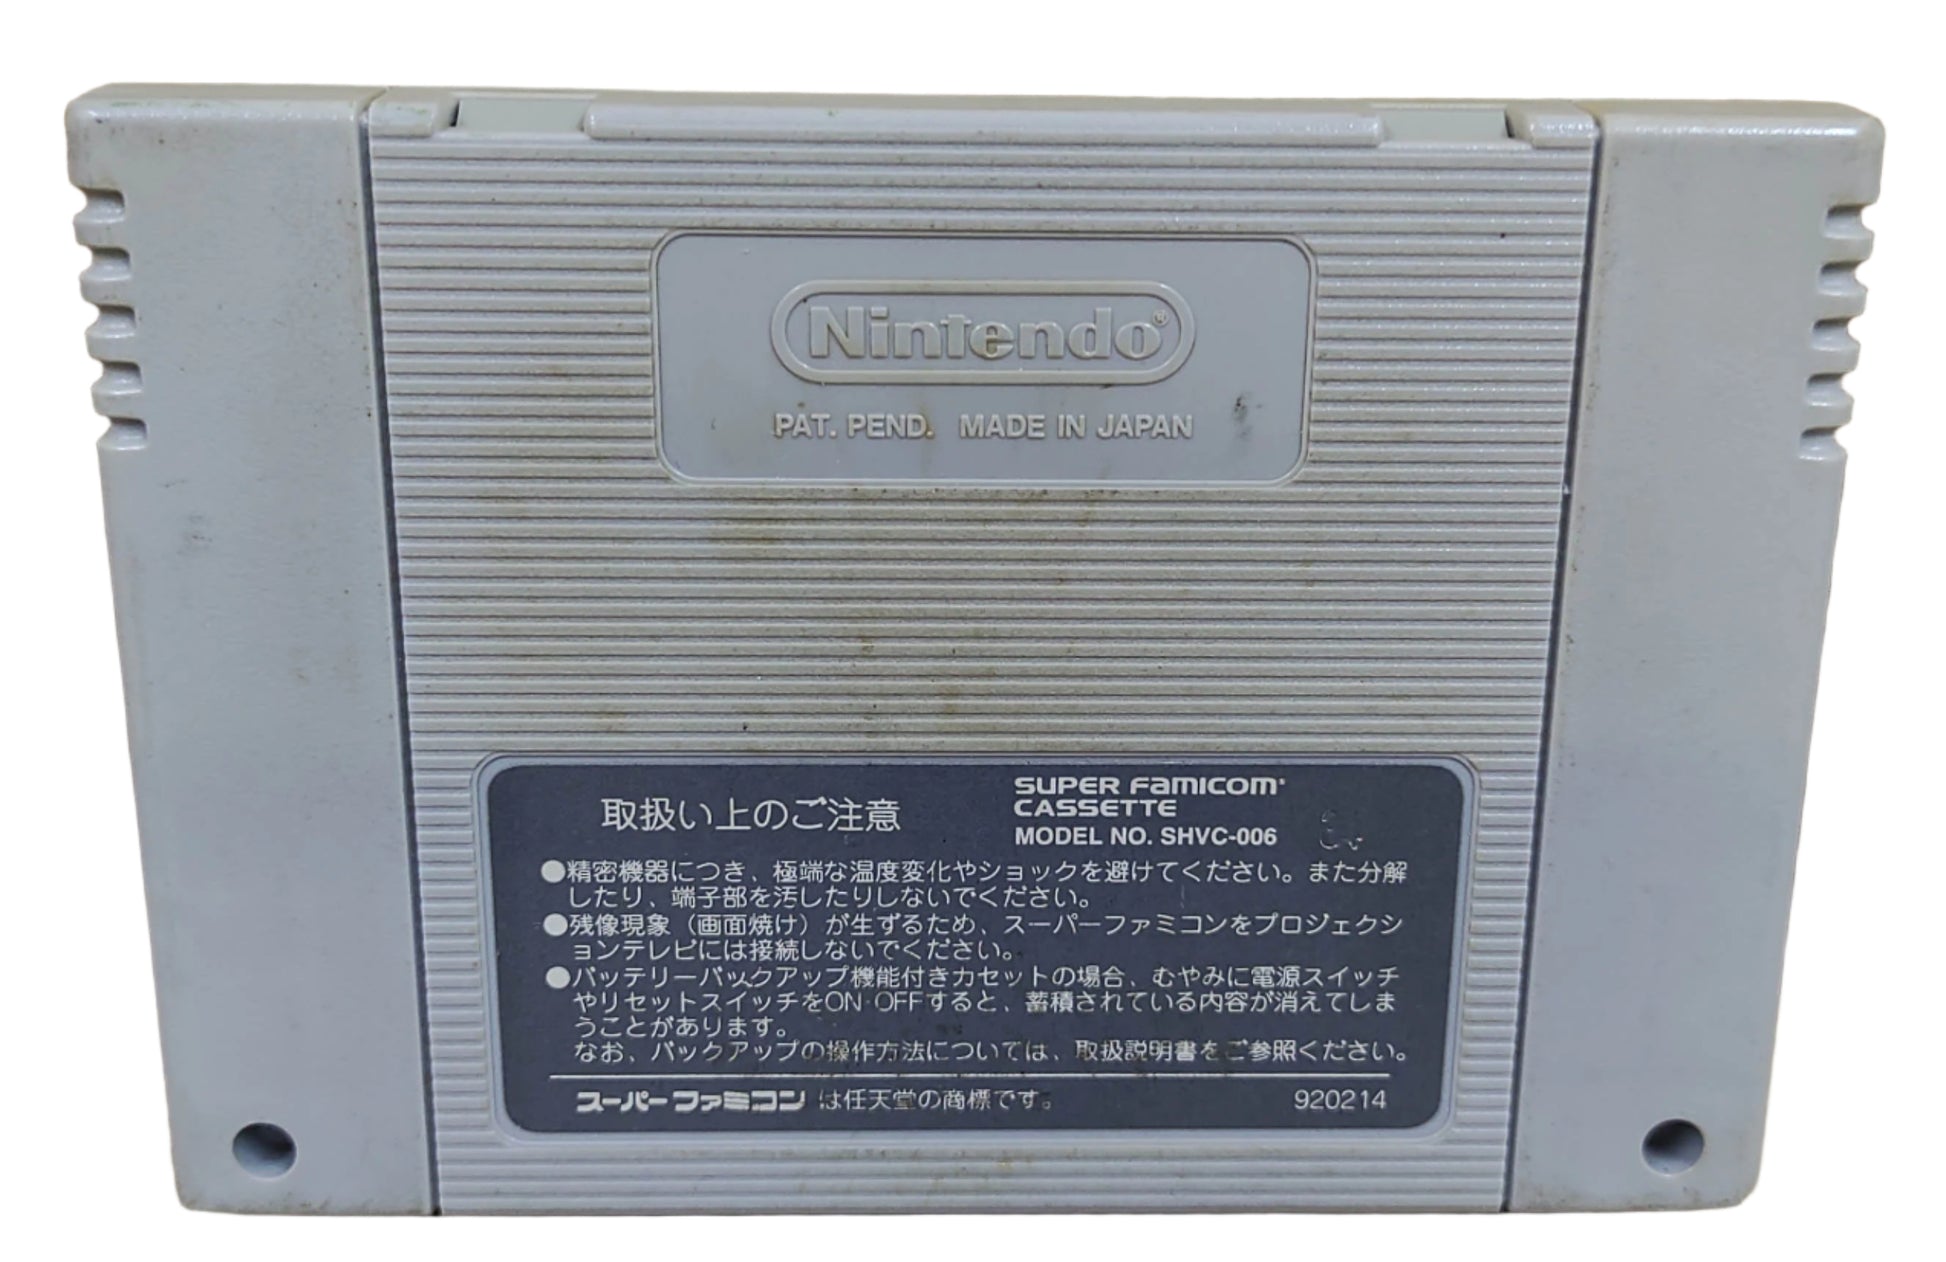 Nintendo®
PAT. PEND. MADE IN JAPAN
取扱い上のご注意
SUPER FAMICOM
CASSETTE
MODEL NO. SHVC-006
●精密機器につき、極端な温度変化やショックを避けてください。また分解
したり、端子部を汚したりしないでください。
●残像現象（画面焼け）が生ずるため、スーパーファミコンをプロジェクシ
ョンテレビには接続しないでください。
●バッテリーバックアップ機能付きカセットの場合、むやみに電源スイッチ
やリセットスイッチをON・OFFすると、蓄積されている内容が消えてしま
うことがあります。
なお、バックアップの操作方法については、取扱説明書をご参照ください。
スーパーファミコンは任天堂の商標です。
920214